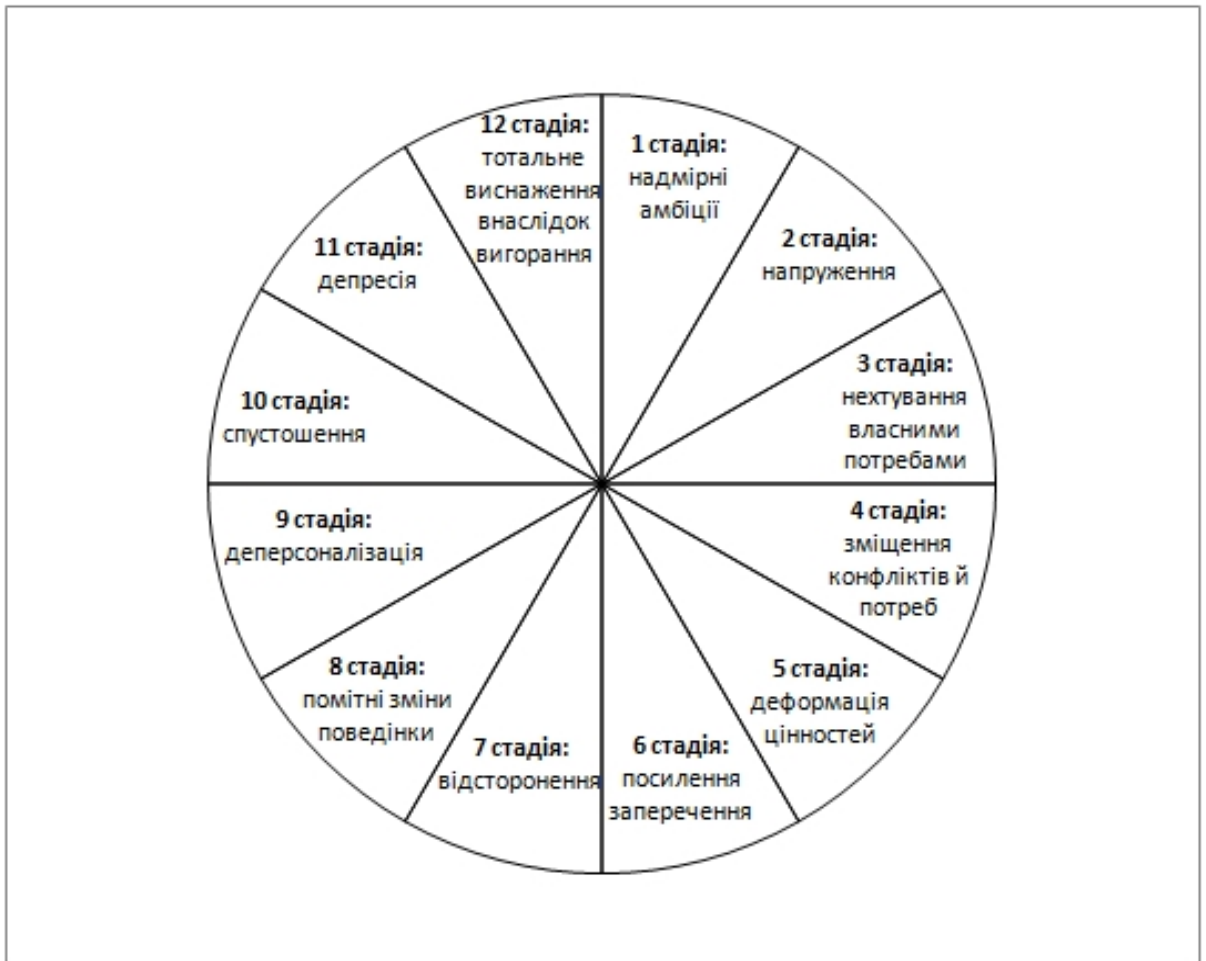 1 стадія:
надмірні
амбіції
2 стадія:
напруження
3 стадія:
нехтування
власними
потребами
4 стадія:
зміщення
конфліктів й
потреб
5 стадія:
деформація
цінностей
6 стадія:
посилення
заперечення
7 стадія:
відсторонення
8 стадія:
помітні зміни
поведінки
9 стадія:
деперсоналізація
10 стадія:
спустошення
11 стадія:
депресія
12 стадія:
тотальне
виснаження
внаслідок
вигорання